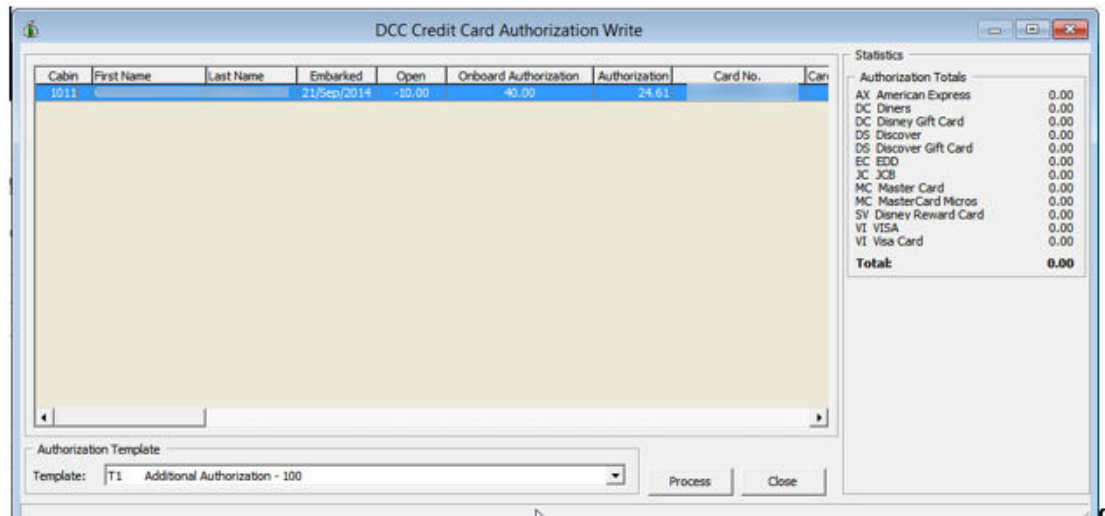 DCC Credit Card Authorization Write
Cabin First Name Last Name Embarked Open Onboard Authorization Authorization Card No. Car
1011 21/Sep/2014 -10.00 40.00 24.61
Statistics
Authorization Totals
AX American Express 0.00
DC Diners 0.00
DC Disney Gift Card 0.00
DS Discover 0.00
DS Discover Gift Card 0.00
EC EDD 0.00
JC JCB 0.00
MC Master Card 0.00
MC MasterCard Micros 0.00
SV Disney Reward Card 0.00
VI VISA 0.00
VI Visa Card 0.00
Total: 0.00
Authorization Template
Template: T1 Additional Authorization - 100
Process Close